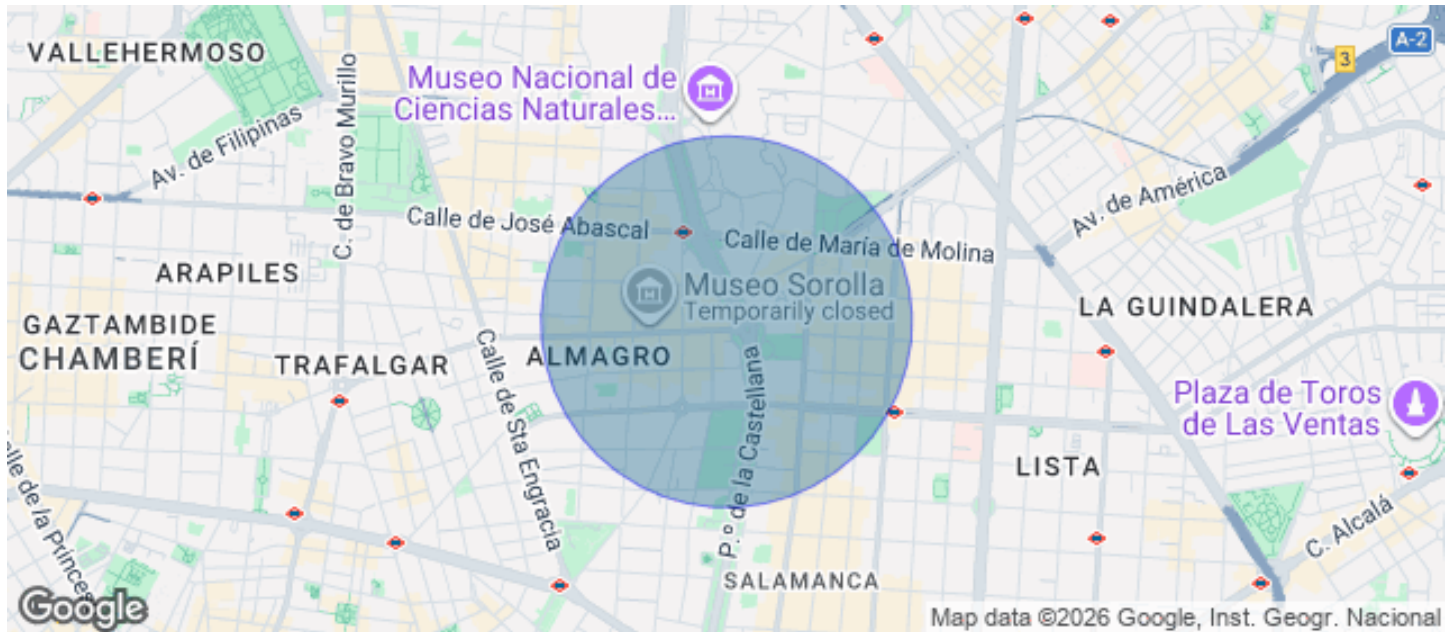 VALLEHERMOSO
Museo Nacional de
Ciencias Naturales...
A-2
3
Av. de Filipinas
C. de Bravo Murillo
Calle de José Abascal
Calle de María de Molina
Av. de América
ARAPILES
Museo Sorolla
Temporarily closed
LA GUINDALERA
GAZTAMBIDE
CHAMBERÍ
TRAFALGAR
ALMAGRO
Calle de Sta Engracia
P.º de la Castellana
Plaza de Toros
de Las Ventas
LISTA
alle de la Princes
C. Alcalá
SALAMANCA
Google
Map data ©2026 Google, Inst. Geogr. Nacional